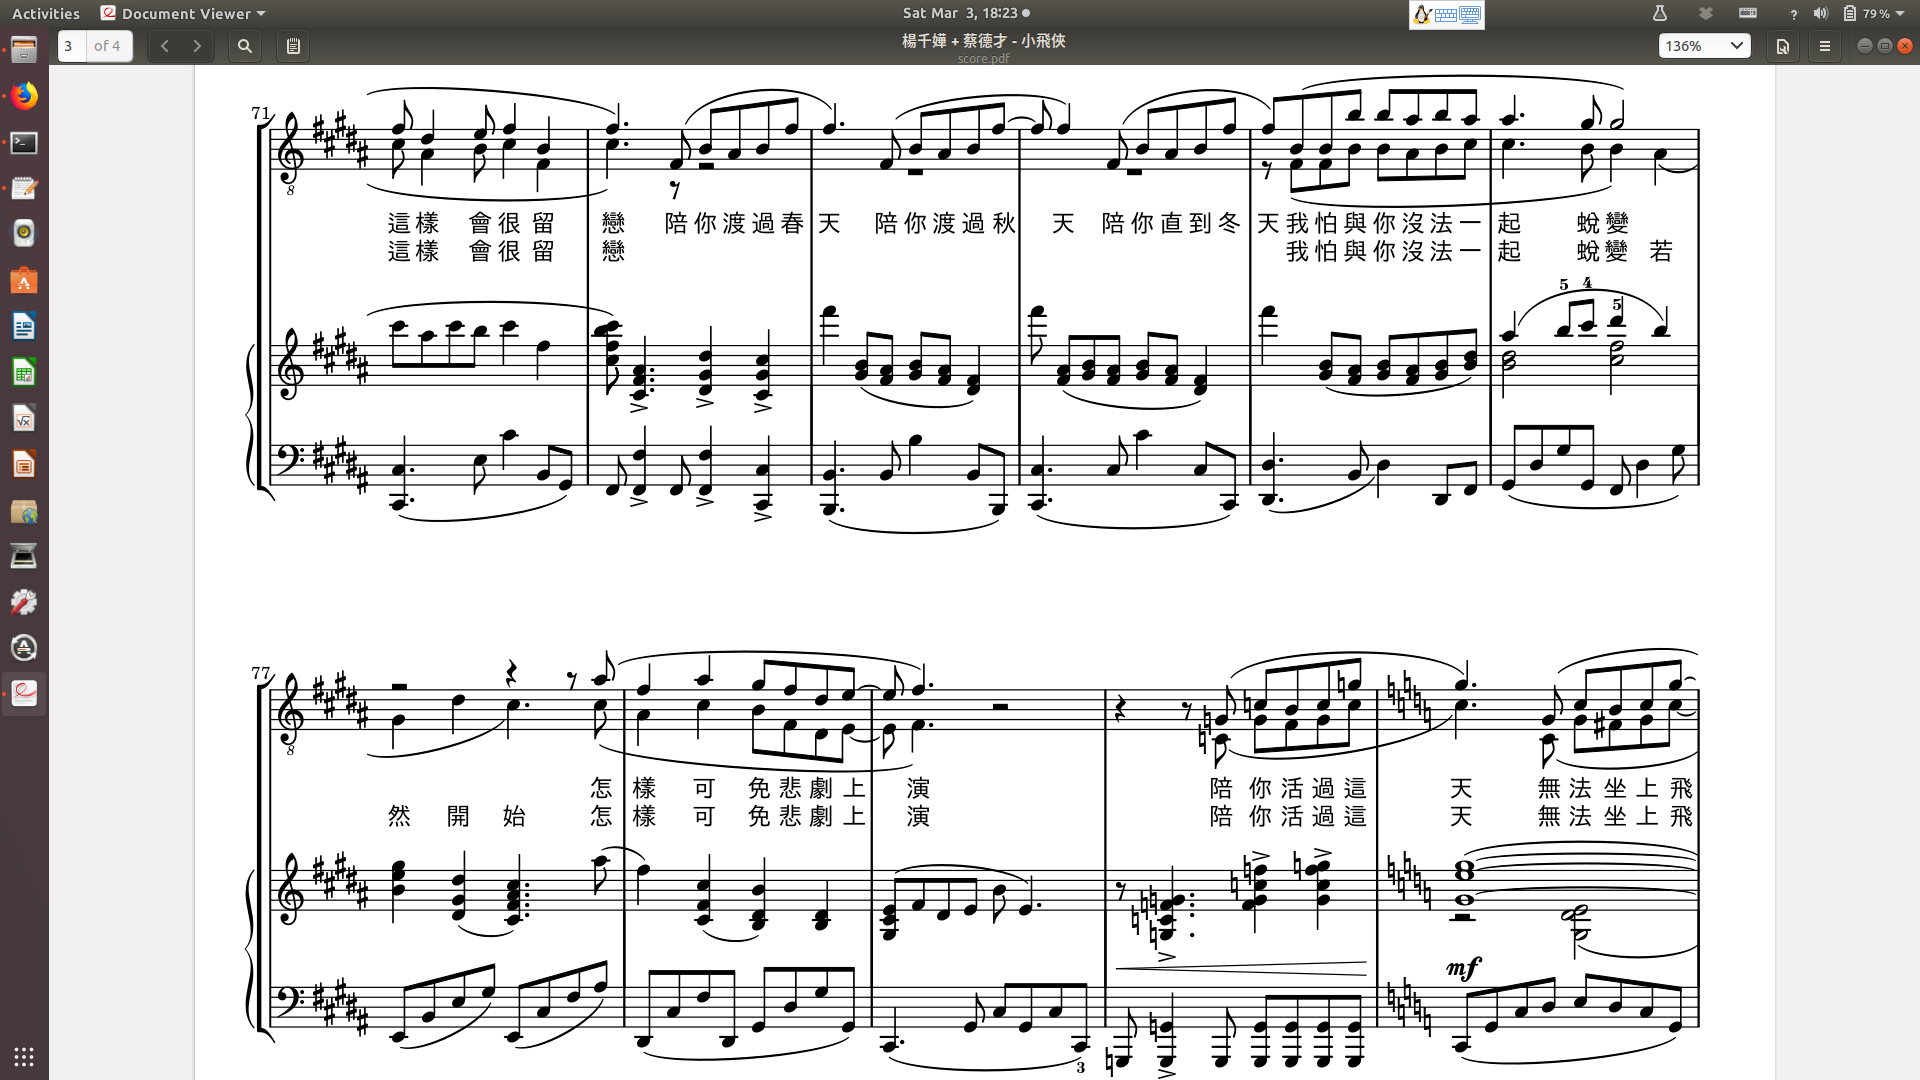 Activities Document Viewer Sat Mar 3, 18:23 ? 79 %
3 of 4 楊千嬅 + 蔡德才 - 小飛俠 136%
score.pdf
71
8
這樣 會很留 戀 陪你渡過春 天 陪你渡過秋 天 陪你直到冬 天我怕與你沒法一 起 蛻變
這樣 會很留 戀 我怕與你沒法一 起 蛻變 若
5 4
5
77
8
怎 樣 可 免悲劇上 演 陪 你活過這 天 無法坐上飛
然 開 始 怎 樣 可 免悲劇上 演 陪 你活過這 天 無法坐上飛
mf
3